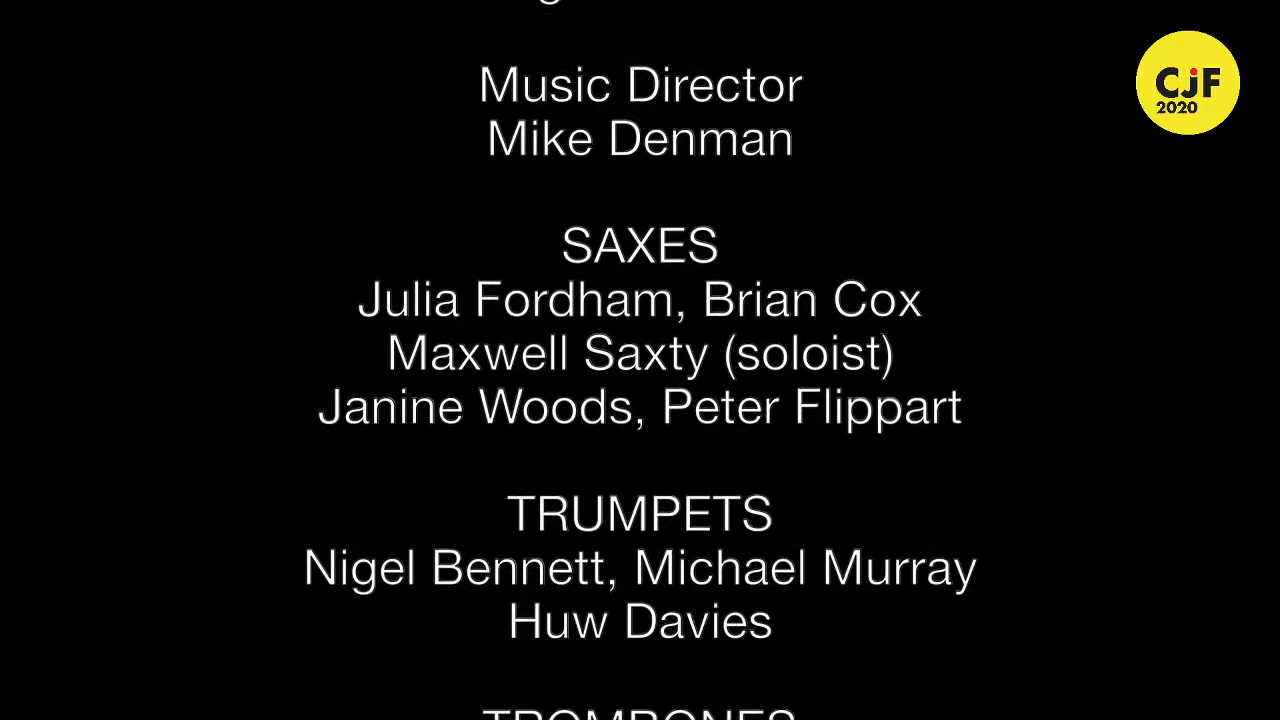 Music Director
Mike Denman
SAXES
Julia Fordham, Brian Cox
Maxwell Saxty (soloist)
Janine Woods, Peter Flippart
TRUMPETS
Nigel Bennett, Michael Murray
Huw Davies
TROMBONES
CJF
2020